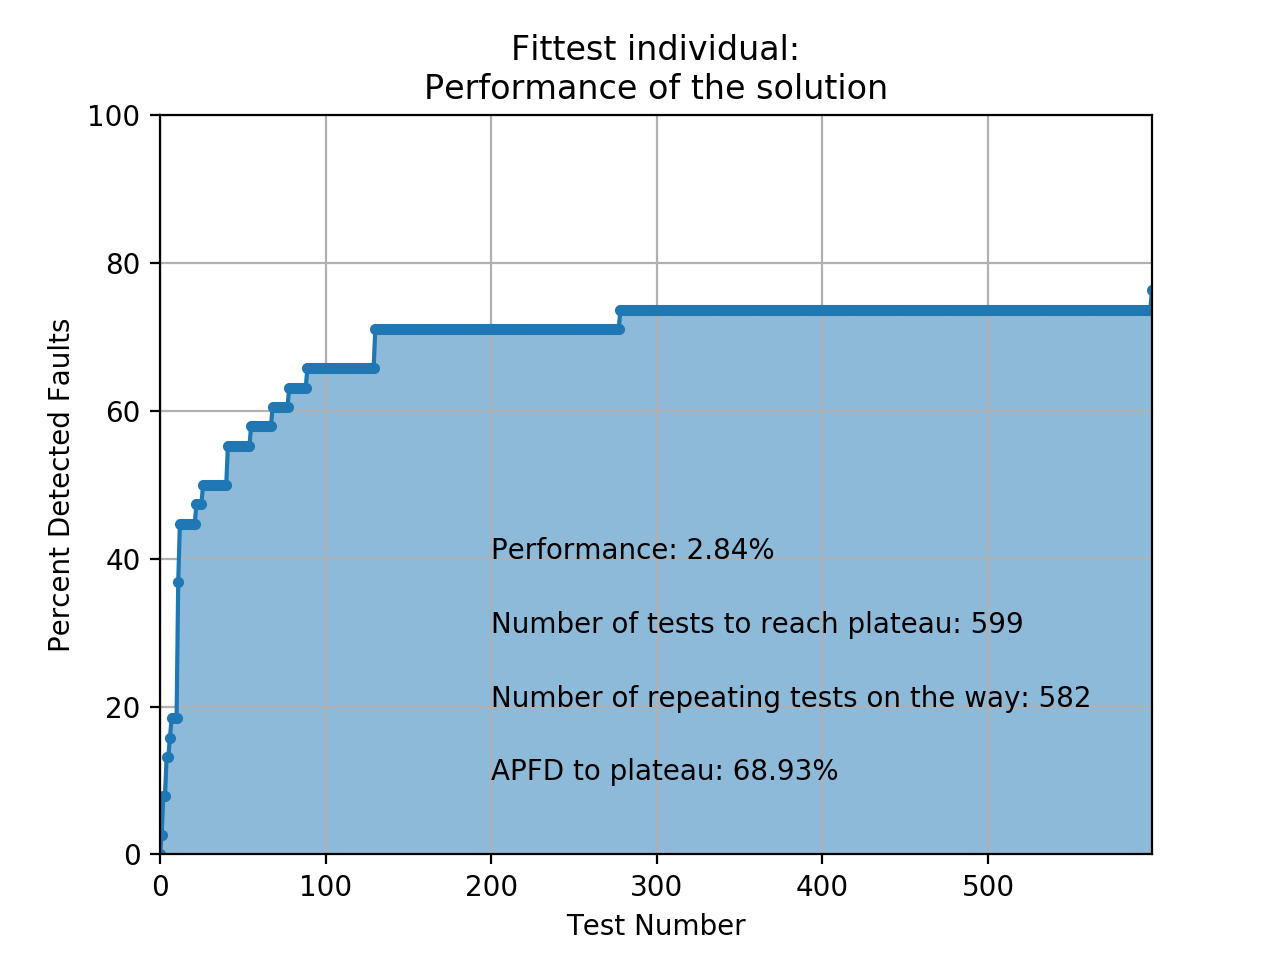 Fittest individual:
Performance of the solution
100
80
60
40
20
0
Percent Detected Faults
Performance: 2.84%
Number of tests to reach plateau: 599
Number of repeating tests on the way: 582
APFD to plateau: 68.93%
0 100 200 300 400 500
Test Number